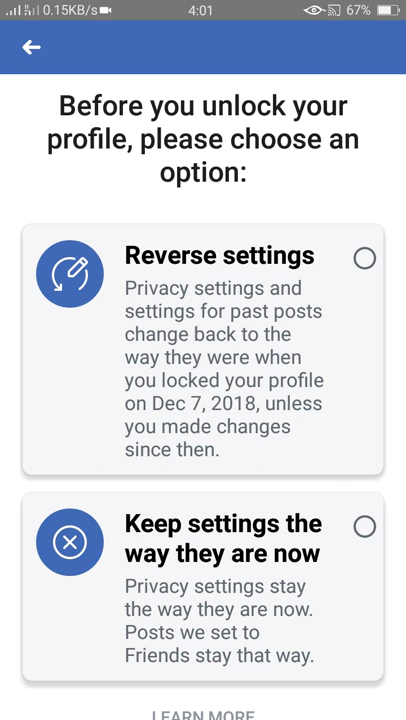 0.15KB/s
4:01
67%
Before you unlock your
profile, please choose an
option:
Reverse settings
Privacy settings and
settings for past posts
change back to the
way they were when
you locked your profile
on Dec 7, 2018, unless
you made changes
since then.
Keep settings the
way they are now
Privacy settings stay
the way they are now.
Posts we set to
Friends stay that way.
LEARN MORE